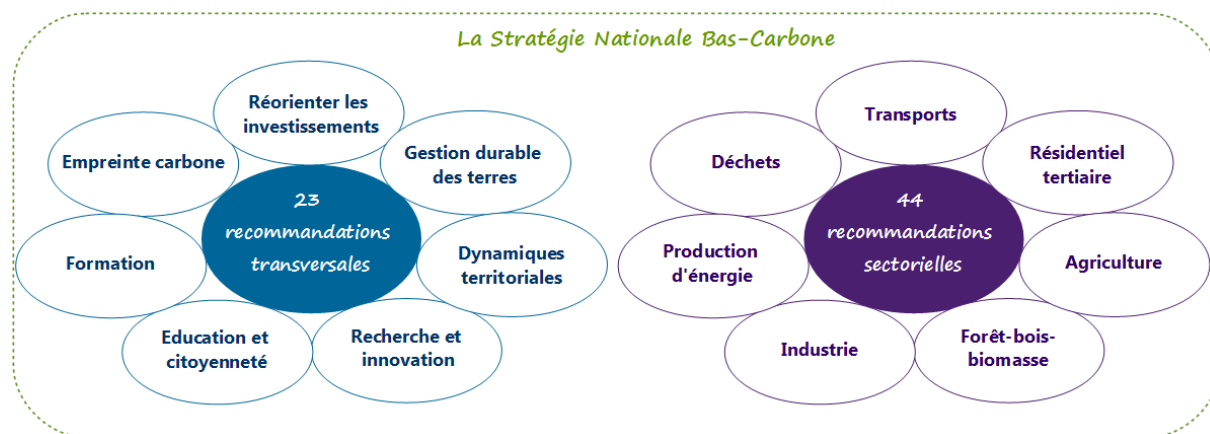 La Stratégie Nationale Bas-Carbone
Réorienter les
investissements
Gestion durable
des terres
Dynamiques
territoriales
Recherche et
innovation
Education et
citoyenneté
Formation
Empreinte carbone
23
recommandations
transversales
Transports
Résidentiel
tertiaire
Agriculture
Forêt-bois-
biomasse
Industrie
Production
d'énergie
Déchets
44
recommandations
sectorielles